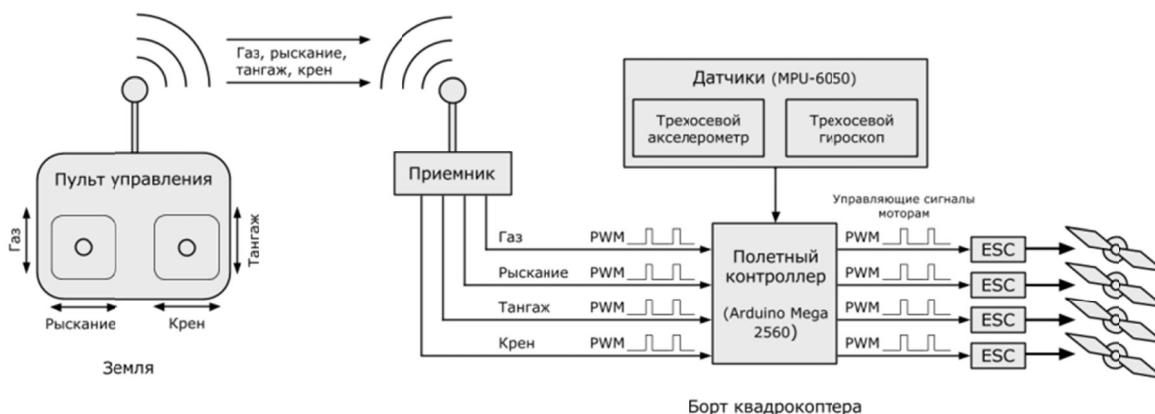 Газ, рыскание,
тангаж, крен
Пульт управления
Газ
Тангаж
Рыскание
Крен
Земля
Приемник
Датчики (MPU-6050)
Трехосевой
акселерометр
Трехосевой
гироскоп
Управляющие сигналы
моторам
Газ
PWM
Рыскание
PWM
Тангах
PWM
Крен
PWM
Полетный
контроллер
(Arduino Mega
2560)
PWM
ESC
PWM
ESC
PWM
ESC
PWM
ESC
Борт квадрокоптера